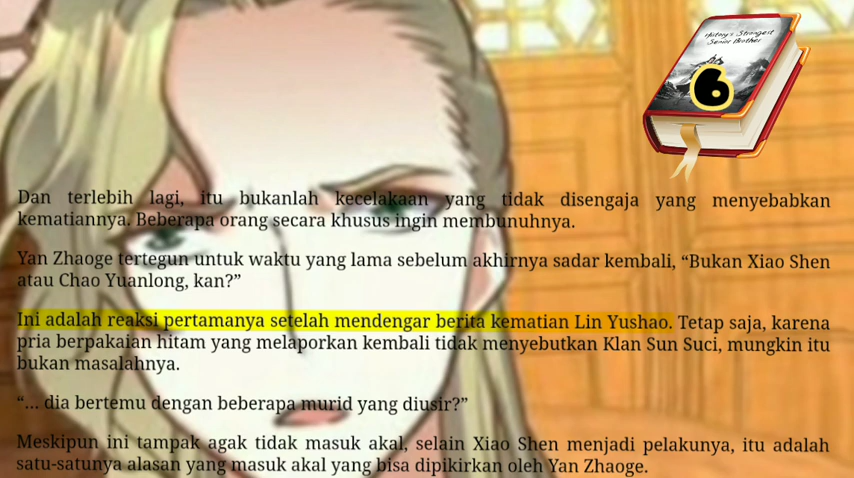 History's Strongest
Senior Brother
6
Dan terlebih lagi, itu bukanlah kecelakaan yang tidak disengaja yang menyebabkan
kematiannya. Beberapa orang secara khusus ingin membunuhnya.
Yan Zhaoge tertegun untuk waktu yang lama sebelum akhirnya sadar kembali, “Bukan Xiao Shen
atau Chao Yuanlong, kan?”
Ini adalah reaksi pertamanya setelah mendengar berita kematian Lin Yushao. Tetap saja, karena
pria berpakaian hitam yang melaporkan kembali tidak menyebutkan Klan Sun Suci, mungkin itu
bukan masalahnya.
“... dia bertemu dengan beberapa murid yang diusir?”
Meskipun ini tampak agak tidak masuk akal, selain Xiao Shen menjadi pelakunya, itu adalah
satu-satunya alasan yang masuk akal yang bisa dipikirkan oleh Yan Zhaoge.